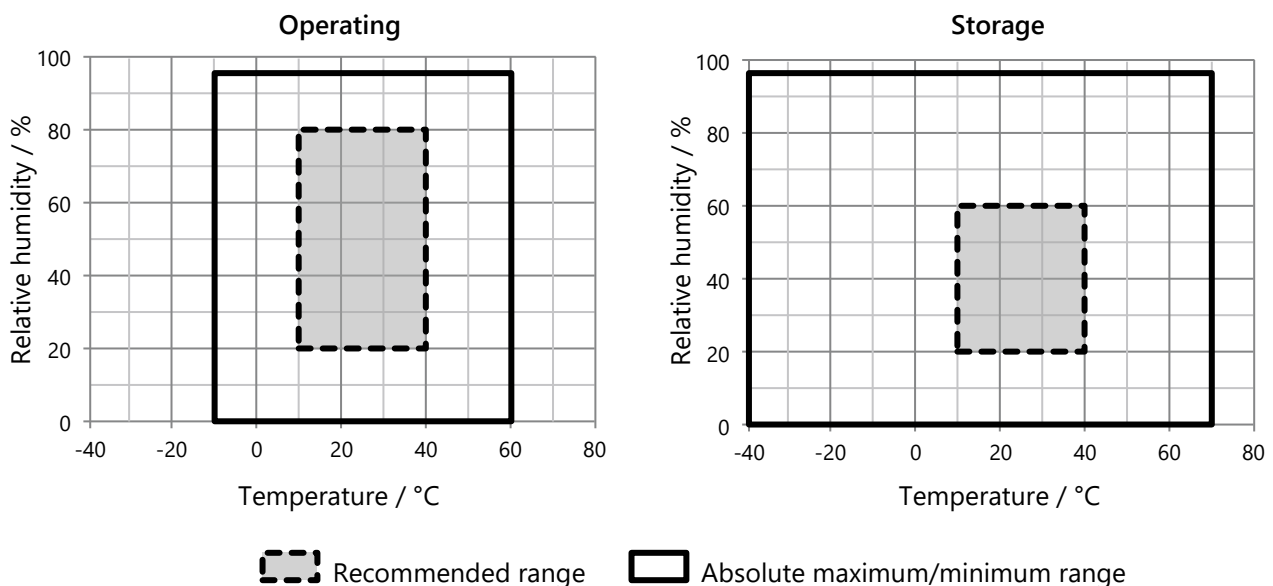 Operating
100
80
60
40
20
0
Relative humidity / %
-40 -20 0 20 40 60 80
Temperature / °C
Storage
100
80
60
40
20
0
Relative humidity / %
-40 -20 0 20 40 60 80
Temperature / °C
Recommended range
Absolute maximum/minimum range